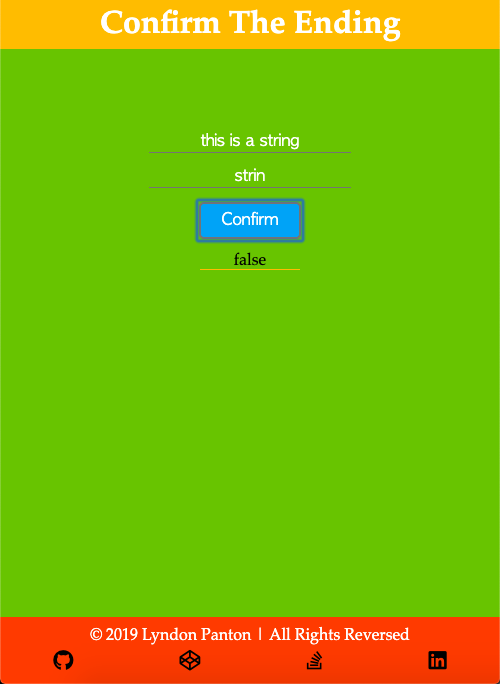 Confirm The Ending
this is a string
strin
Confirm
false
© 2019 Lyndon Panton | All Rights Reversed